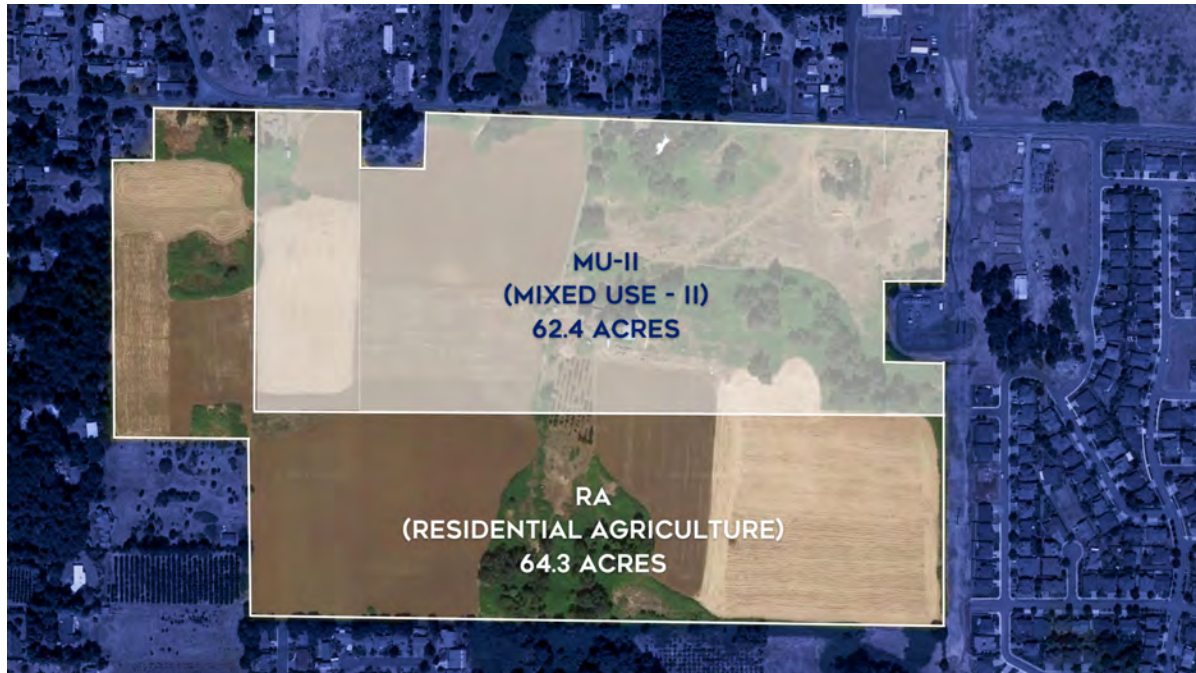 MU-II
(MIXED USE - II)
62.4 ACRES
RA
(RESIDENTIAL AGRICULTURE)
64.3 ACRES